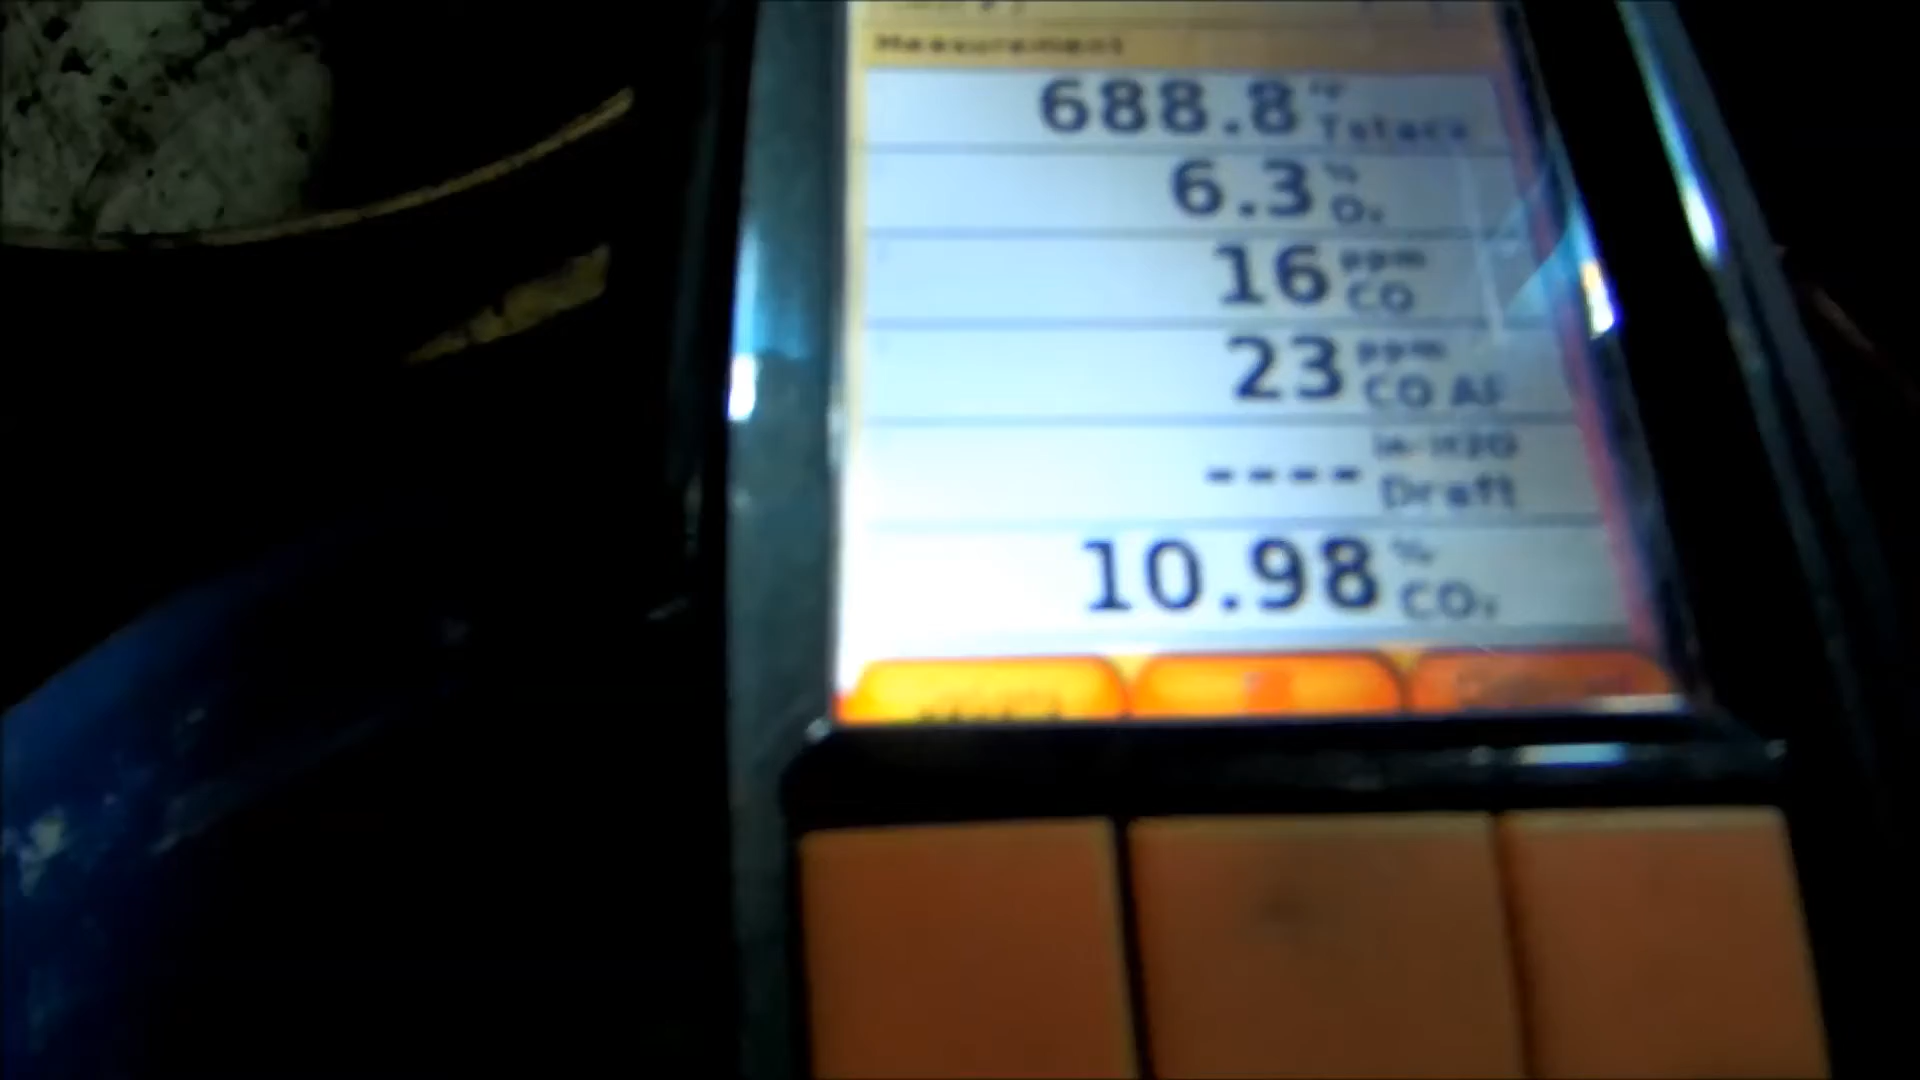 Measurement
688.8 °F Tstack
6.3 % O₂
16 ppm CO
23 ppm CO AF
---- in H2O Draft
10.98 % CO₂